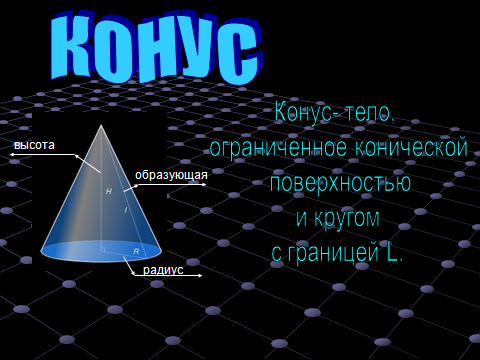 конус
Конус- тело,
ограниченное конической
поверхностью
и кругом
с границей L.
высота
образующая
H
l
R
радиус